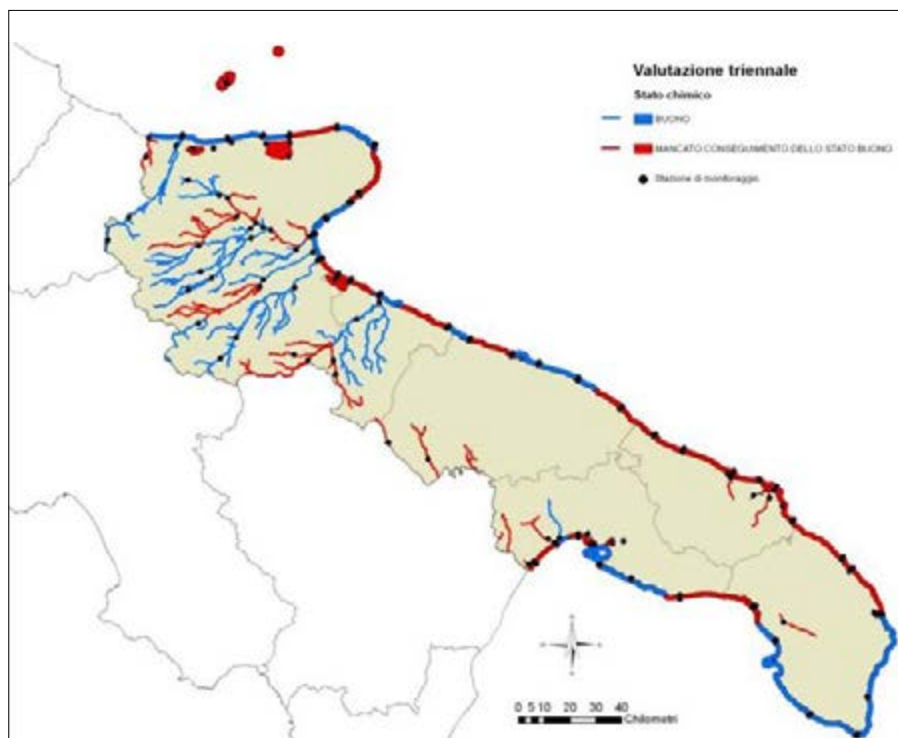 Valutazione triennale
Stato chimico
BUONO
MANCATO CONSEGUIMENTO DELLO STATO BUONO
Stazione di monitoraggio
0 5 10 20 30 40
Chilometri